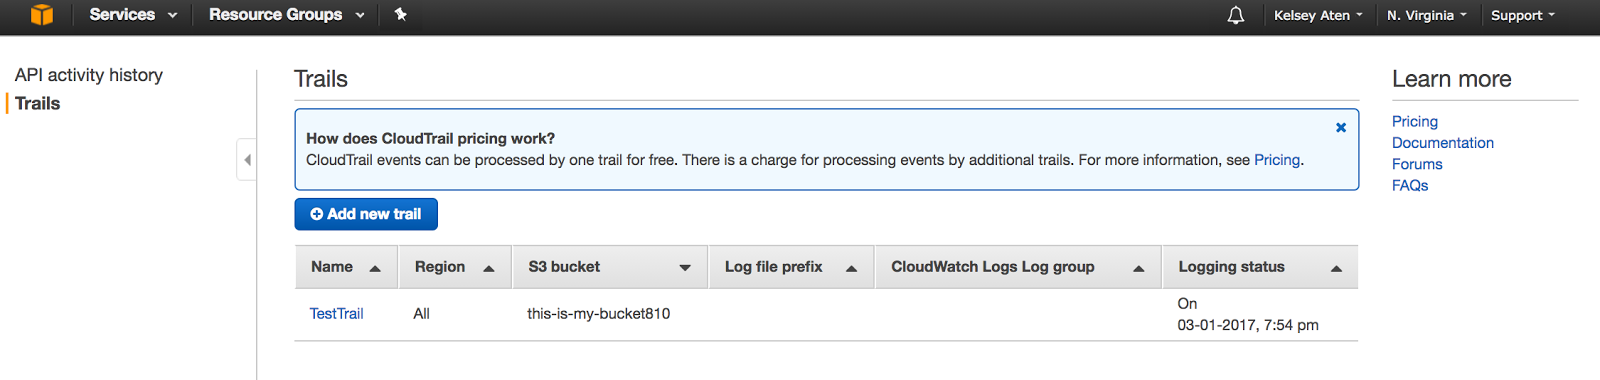 Services
Resource Groups
Kelsey Aten
N. Virginia
Support
API activity history
Trails
Trails
How does CloudTrail pricing work?
CloudTrail events can be processed by one trail for free. There is a charge for processing events by additional trails. For more information, see Pricing.
Add new trail
Name
Region
S3 bucket
Log file prefix
CloudWatch Logs Log group
Logging status
TestTrail
All
this-is-my-bucket810
On
03-01-2017, 7:54 pm
Learn more
Pricing
Documentation
Forums
FAQs